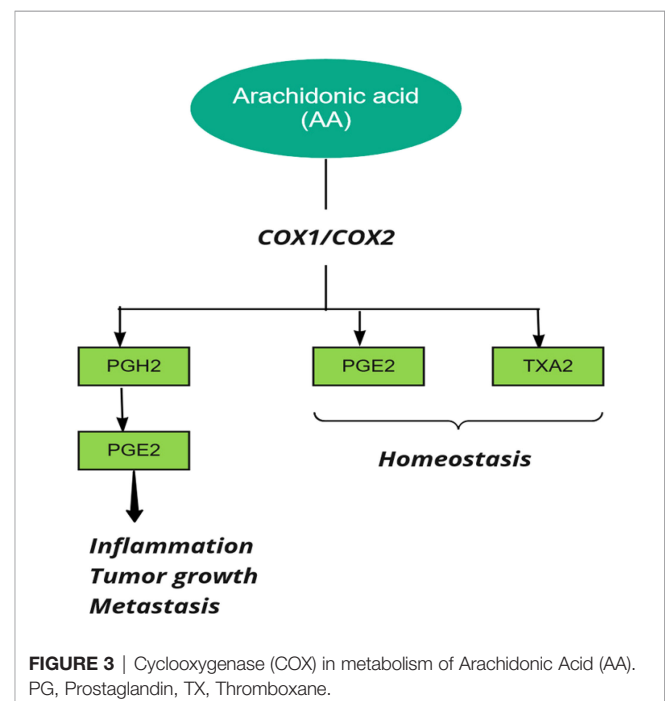 Arachidonic acid
(AA)
COX1/COX2
PGH2
PGE2
TXA2
PGE2
Homeostasis
Inflammation
Tumor growth
Metastasis
FIGURE 3 | Cyclooxygenase (COX) in metabolism of Arachidonic Acid (AA).
PG, Prostaglandin, TX, Thromboxane.